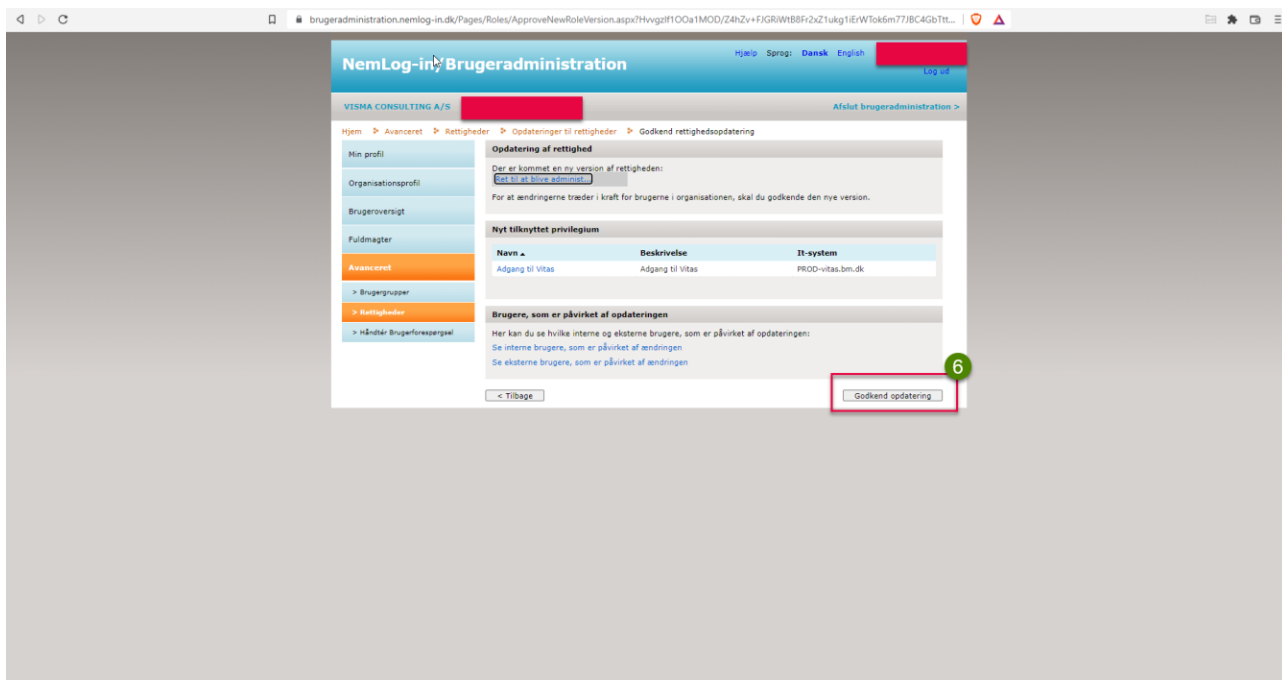 brugeradministration.nemlog-in.dk/Pages/Roles/ApproveNewRoleVersion.aspx?HvvgzIf1OOa1MOD/Z4hZv+FJGRiWtB8Fr2xZ1ukg1iErWTok6m77JBC4GbTtt...
NemLog-in/Brugeradministration
Hjælp Sprog: Dansk English
Log ud
VISMA CONSULTING A/S
Afslut brugeradministration >
Hjem Avanceret Rettigheder Opdateringer til rettigheder Godkend rettighedsopdatering
Min profil
Organisationsprofil
Brugeroversigt
Fuldmagter
Avanceret
> Brugergrupper
> Rettigheder
> Håndtér Brugerforespørgsel
Opdatering af rettighed
Der er kommet en ny version af rettigheden:
Ret til at blive administ...
For at ændringerne træder i kraft for brugerne i organisationen, skal du godkende den nye version.
Nyt tilknyttet privilegium
Navn Beskrivelse It-system
Adgang til Vitas Adgang til Vitas PROD-vitas.bm.dk
Brugere, som er påvirket af opdateringen
Her kan du se hvilke interne og eksterne brugere, som er påvirket af opdateringen:
Se interne brugere, som er påvirket af ændringen
Se eksterne brugere, som er påvirket af ændringen
6
< Tilbage
Godkend opdatering